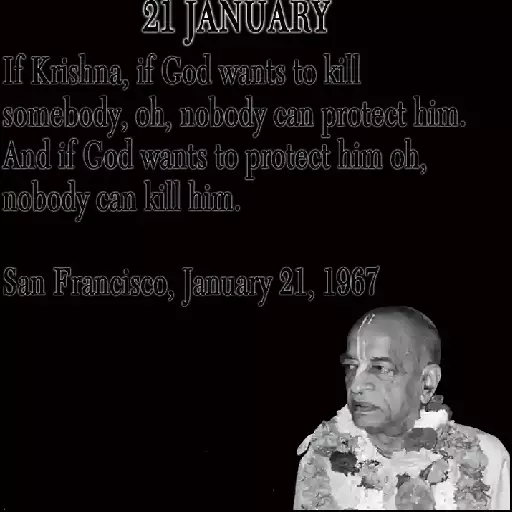 21 JANUARY
If Krishna, if God wants to kill
somebody, oh, nobody can protect him.
And if God wants to protect him oh,
nobody can kill him.
San Francisco, January 21, 1967